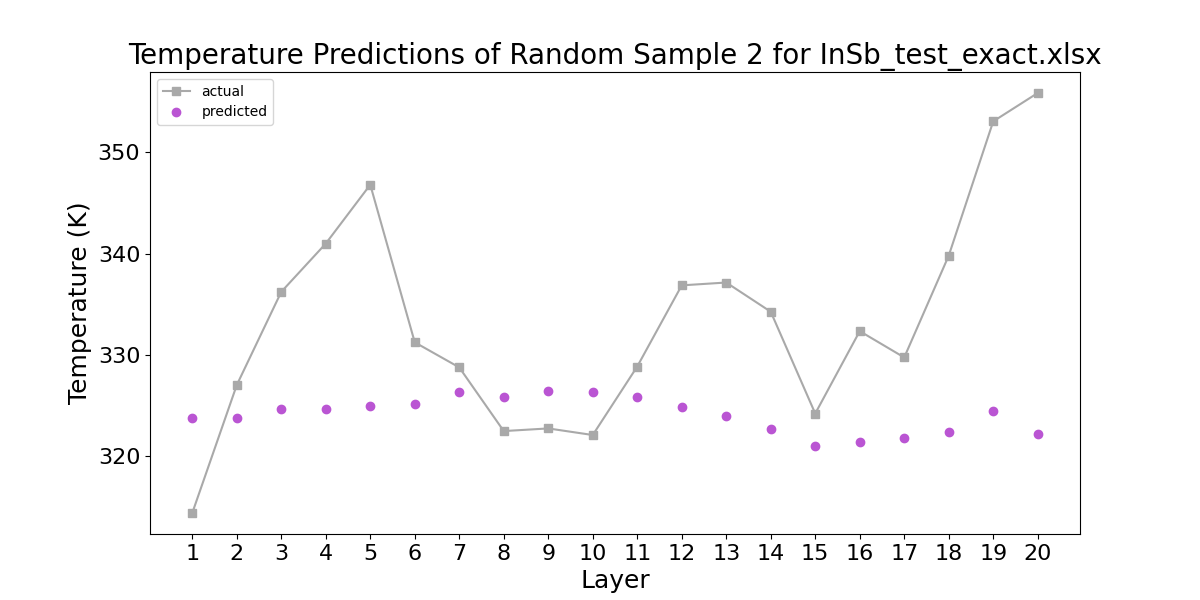 Temperature Predictions of Random Sample 2 for InSb_test_exact.xlsx
actual
predicted
350
340
330
320
Temperature (K)
1 2 3 4 5 6 7 8 9 10 11 12 13 14 15 16 17 18 19 20
Layer